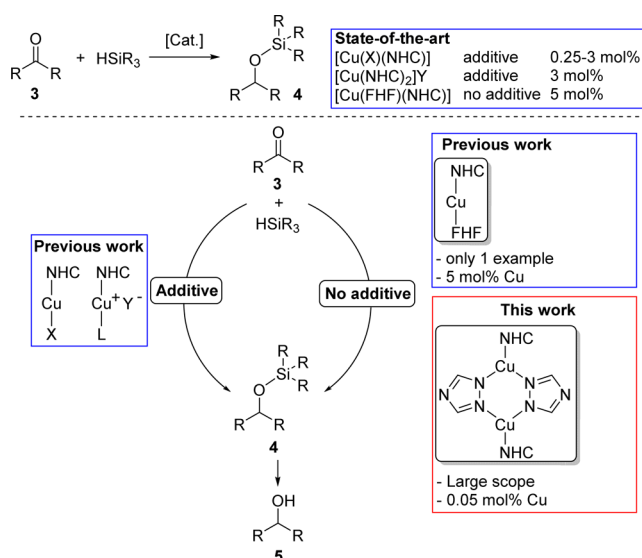 O
R R
3
+ HSiR3
[Cat.]
R
Si R
O R
R R
4
State-of-the-art
[Cu(X)(NHC)] additive 0.25-3 mol%
[Cu(NHC)2]Y additive 3 mol%
[Cu(FHF)(NHC)] no additive 5 mol%
O
R R
3
+
HSiR3
Previous work
NHC NHC
Cu Cu+ Y-
X L
Additive
No additive
R
Si R
O R
R R
4
OH
R R
5
Previous work
NHC
Cu
FHF
- only 1 example
- 5 mol% Cu
This work
NHC
Cu
N N N N N N
Cu
NHC
- Large scope
- 0.05 mol% Cu